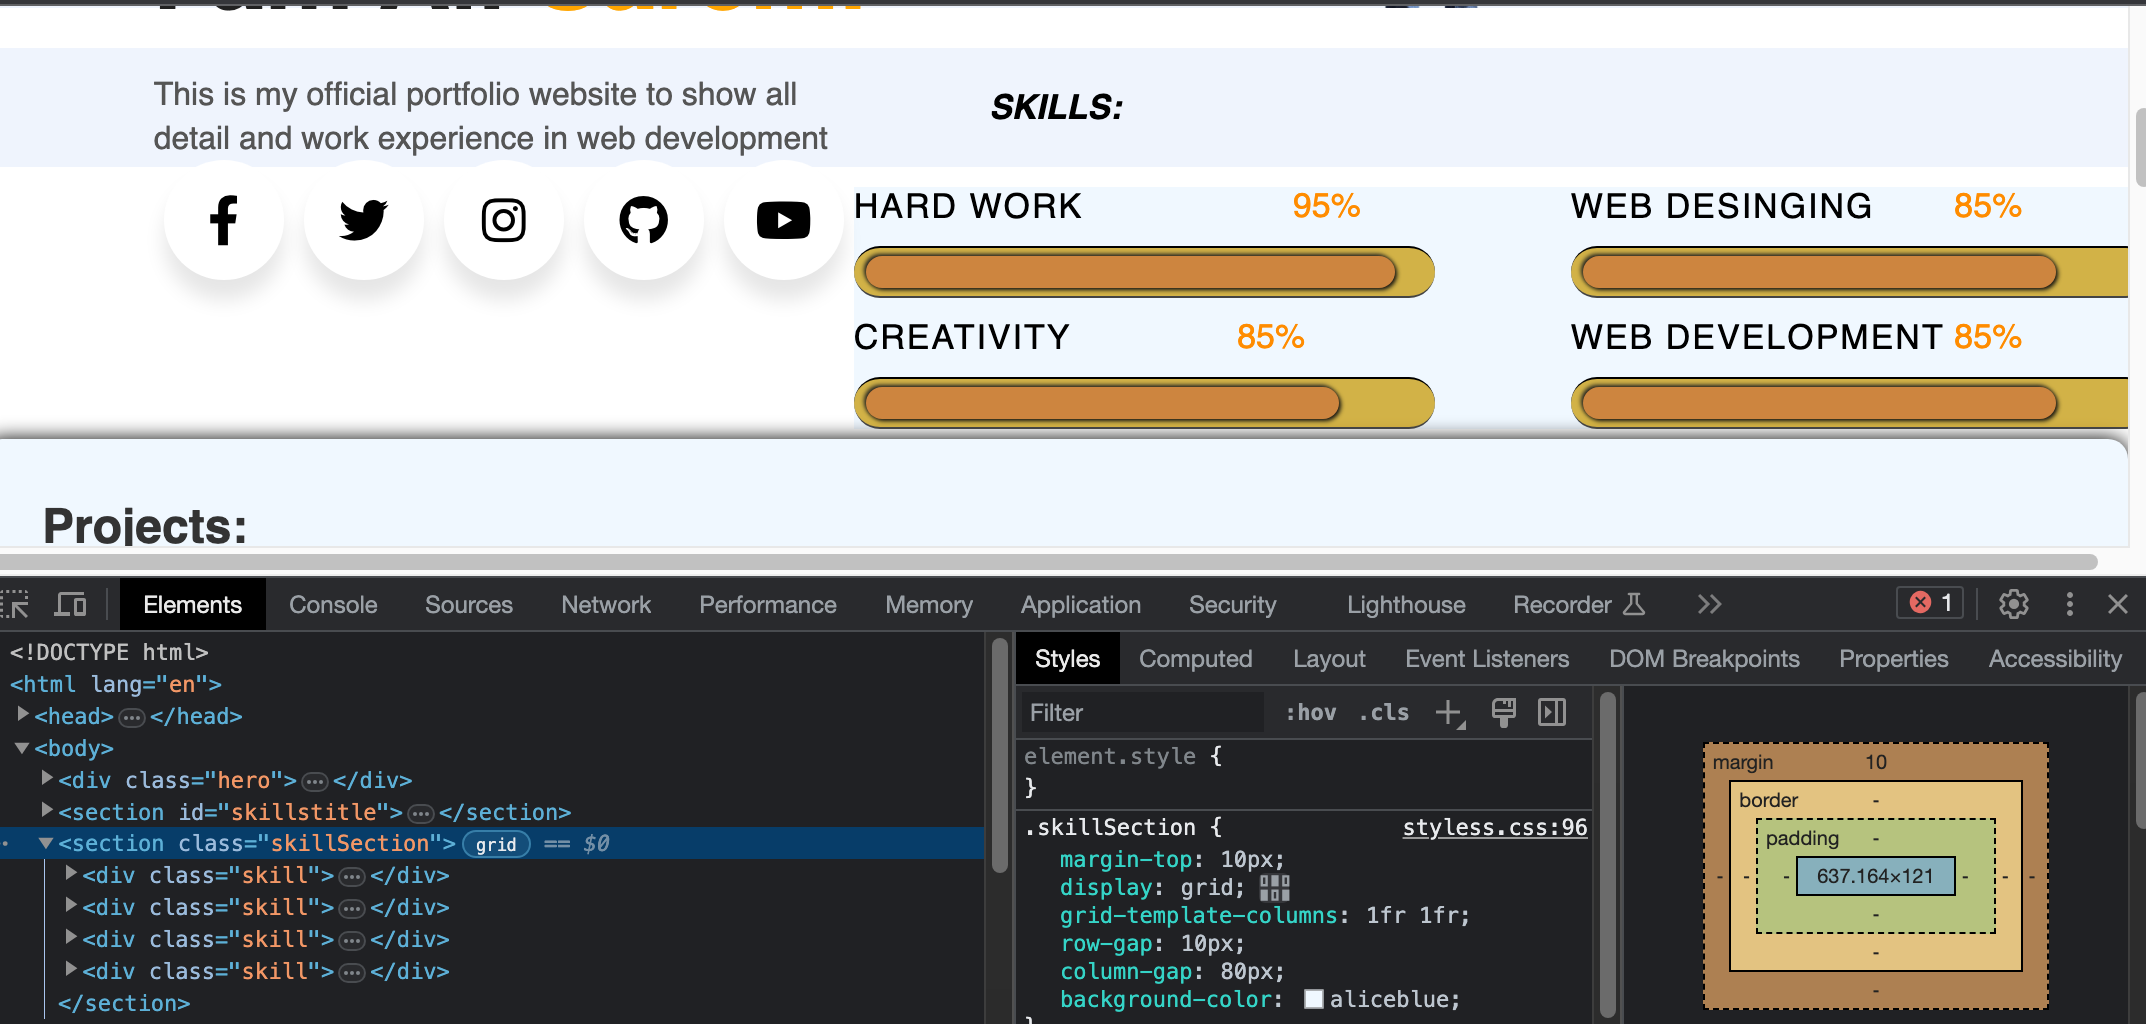 This is my official portfolio website to show all
detail and work experience in web development
SKILLS:
HARD WORK 95%
WEB DESINGING 85%
CREATIVITY 85%
WEB DEVELOPMENT 85%
Projects:
Elements Console Sources Network Performance Memory Application Security Lighthouse Recorder 1
<!DOCTYPE html>
<html lang="en">
<head>…</head>
<body>
<div class="hero">…</div>
<section id="skillstitle">…</section>
<section class="skillSection"> grid == $0
<div class="skill">…</div>
<div class="skill">…</div>
<div class="skill">…</div>
<div class="skill">…</div>
</section>
Styles Computed Layout Event Listeners DOM Breakpoints Properties Accessibility
Filter :hov .cls
element.style {
}
.skillSection { styless.css:96
margin-top: 10px;
display: grid;
grid-template-columns: 1fr 1fr;
row-gap: 10px;
column-gap: 80px;
background-color: aliceblue;
margin 10
border -
padding -
- - - 637.164×121 - - -
-
-
-